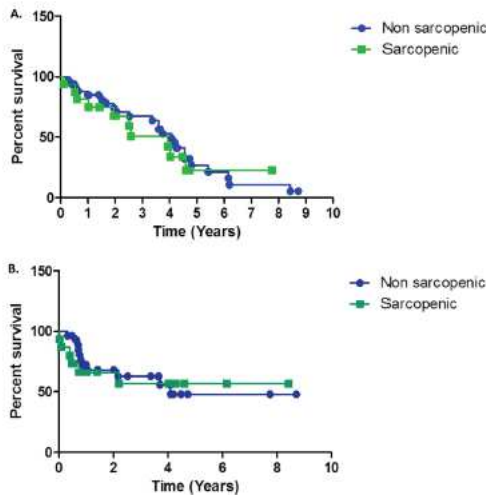 A.
Percent survival
150
100
50
0
0 1 2 3 4 5 6 7 8 9 10
Time (Years)
Non sarcopenic
Sarcopenic
B.
Percent survival
150
100
50
0
0 2 4 6 8 10
Time (Years)
Non sarcopenic
Sarcopenic